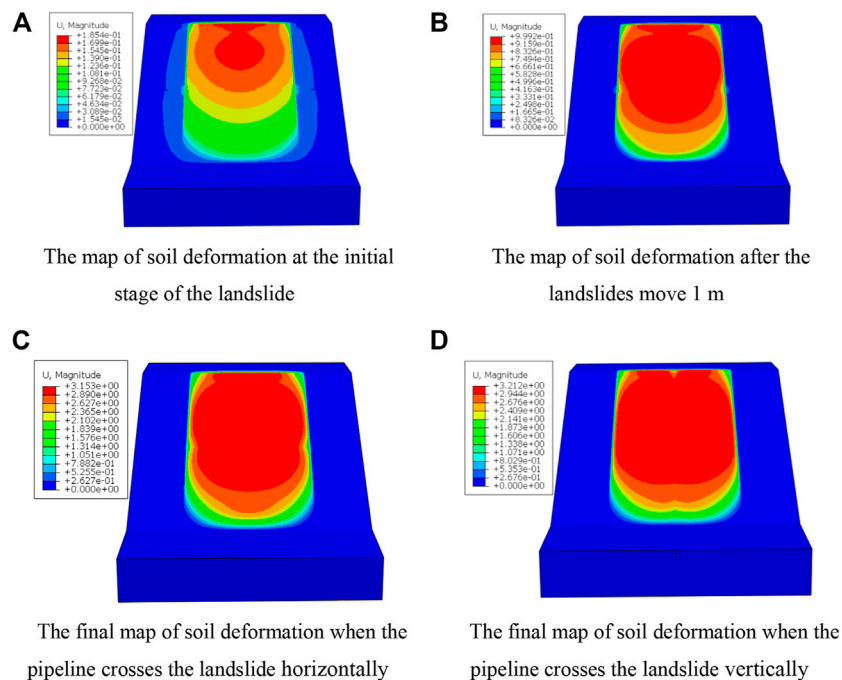 A
U, Magnitude
+1.854e-01
+1.699e-01
+1.545e-01
+1.390e-01
+1.236e-01
+1.081e-01
+9.268e-02
+7.723e-02
+6.179e-02
+4.634e-02
+3.089e-02
+1.545e-02
+0.000e+00
The map of soil deformation at the initial
stage of the landslide
B
U, Magnitude
+9.992e-01
+9.159e-01
+8.326e-01
+7.494e-01
+6.661e-01
+5.828e-01
+4.996e-01
+4.163e-01
+3.331e-01
+2.498e-01
+1.665e-01
+8.326e-02
+0.000e+00
The map of soil deformation after the
landslides move 1 m
C
U, Magnitude
+3.153e+00
+2.890e+00
+2.627e+00
+2.365e+00
+2.102e+00
+1.839e+00
+1.576e+00
+1.314e+00
+1.051e+00
+7.882e-01
+5.255e-01
+2.627e-01
+0.000e+00
The final map of soil deformation when the
pipeline crosses the landslide horizontally
D
U, Magnitude
+3.212e+00
+2.944e+00
+2.676e+00
+2.409e+00
+2.141e+00
+1.873e+00
+1.606e+00
+1.338e+00
+1.071e+00
+8.029e-01
+5.353e-01
+2.676e-01
+0.000e+00
The final map of soil deformation when the
pipeline crosses the landslide vertically